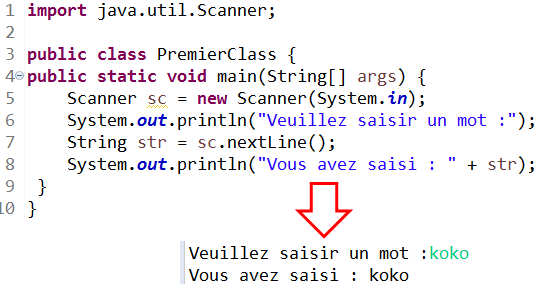 1 import java.util.Scanner;
2
3 public class PremierClass {
4 public static void main(String[] args) {
5 Scanner sc = new Scanner(System.in);
6 System.out.println("Veuillez saisir un mot :");
7 String str = sc.nextLine();
8 System.out.println("Vous avez saisi : " + str);
9 }
10 }
Veuillez saisir un mot :koko
Vous avez saisi : koko